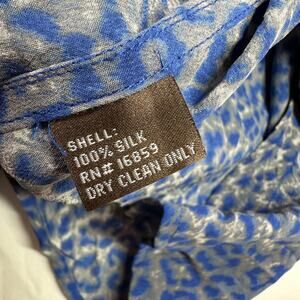 SHELL:
100% SILK
RN# 16859
DRY CLEAN ONLY